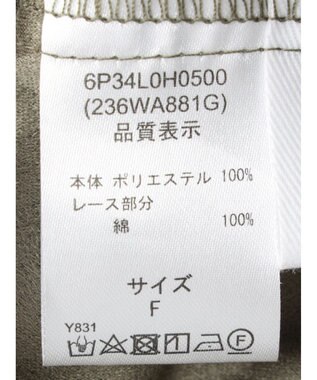 6P34L0H0500
(236WA881G)
品質表示
本体 ポリエステル 100%
レース部分
綿 100%
サイズ
F
Y831
F